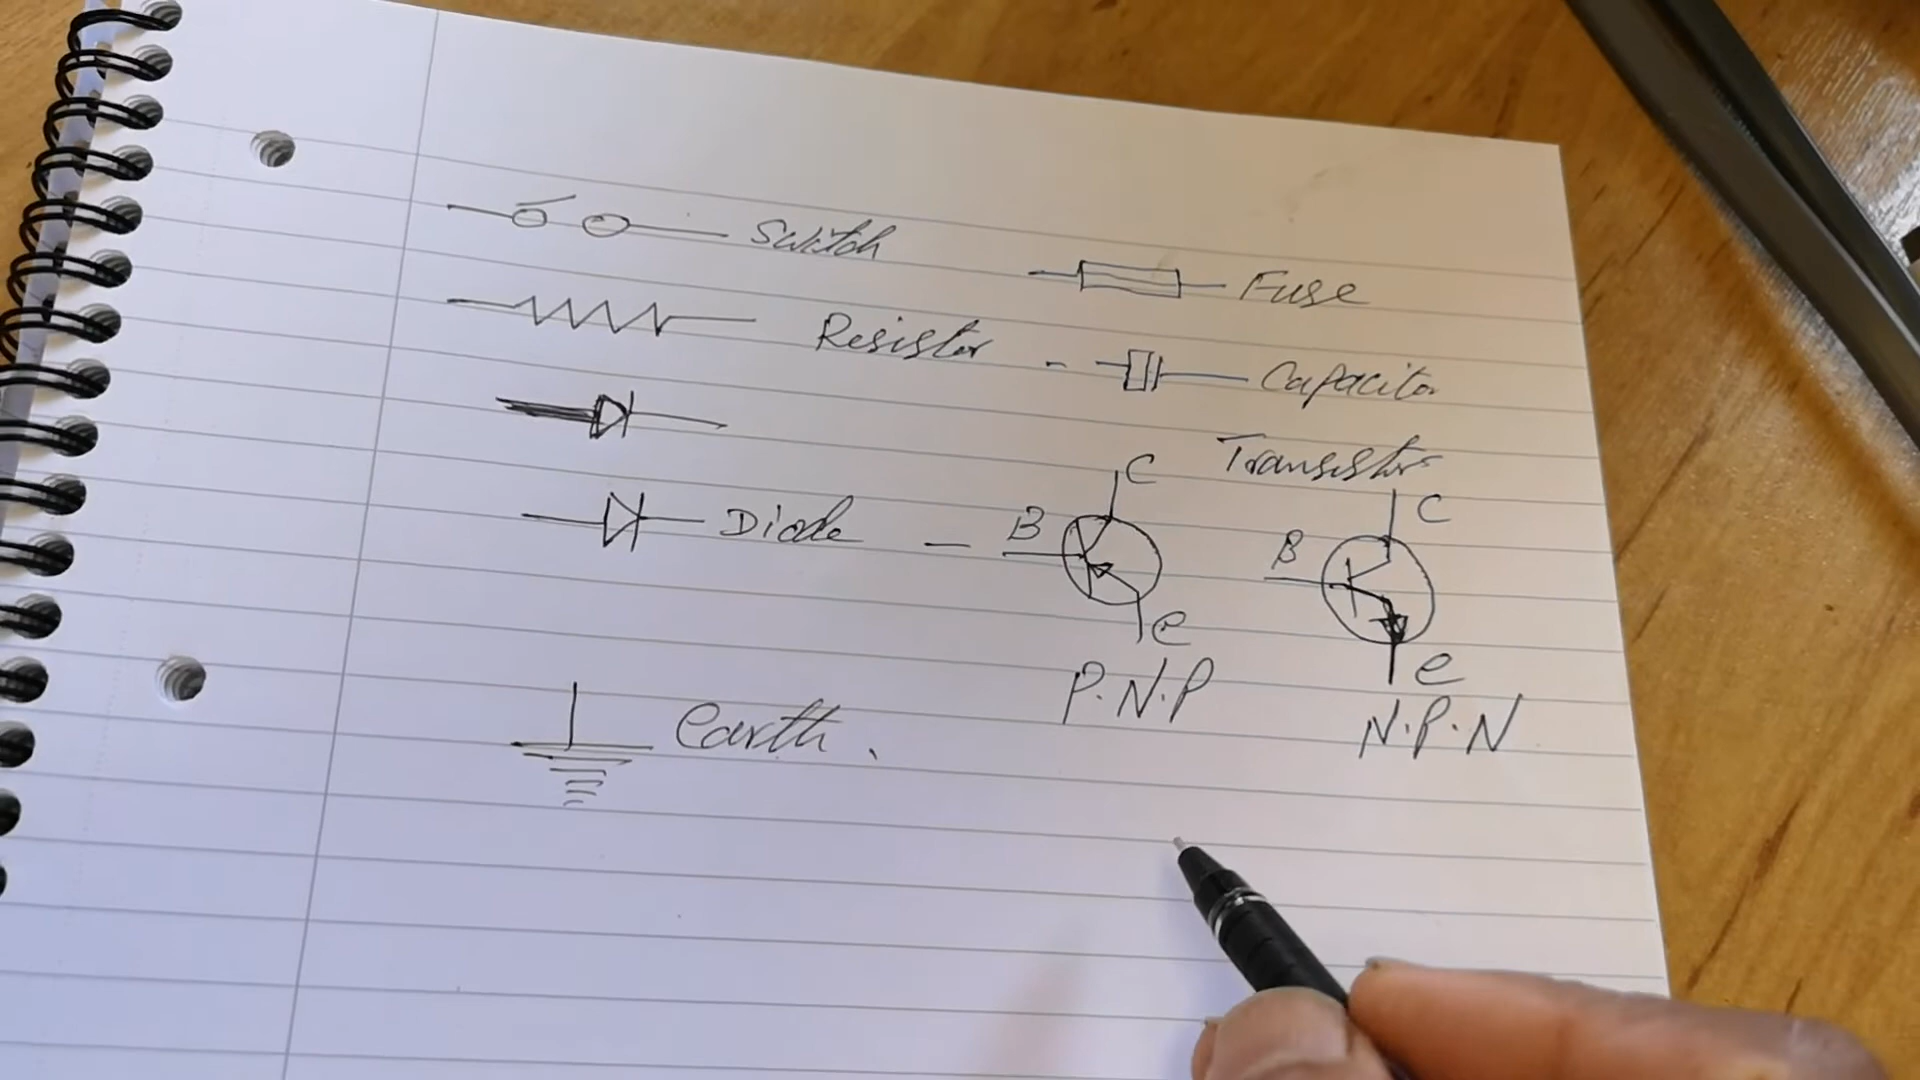 Switch
Fuse
Resistor
Capacitor
Transistor
C
C
B
B
Diode
e
e
P.N.P
N.P.N
earth.